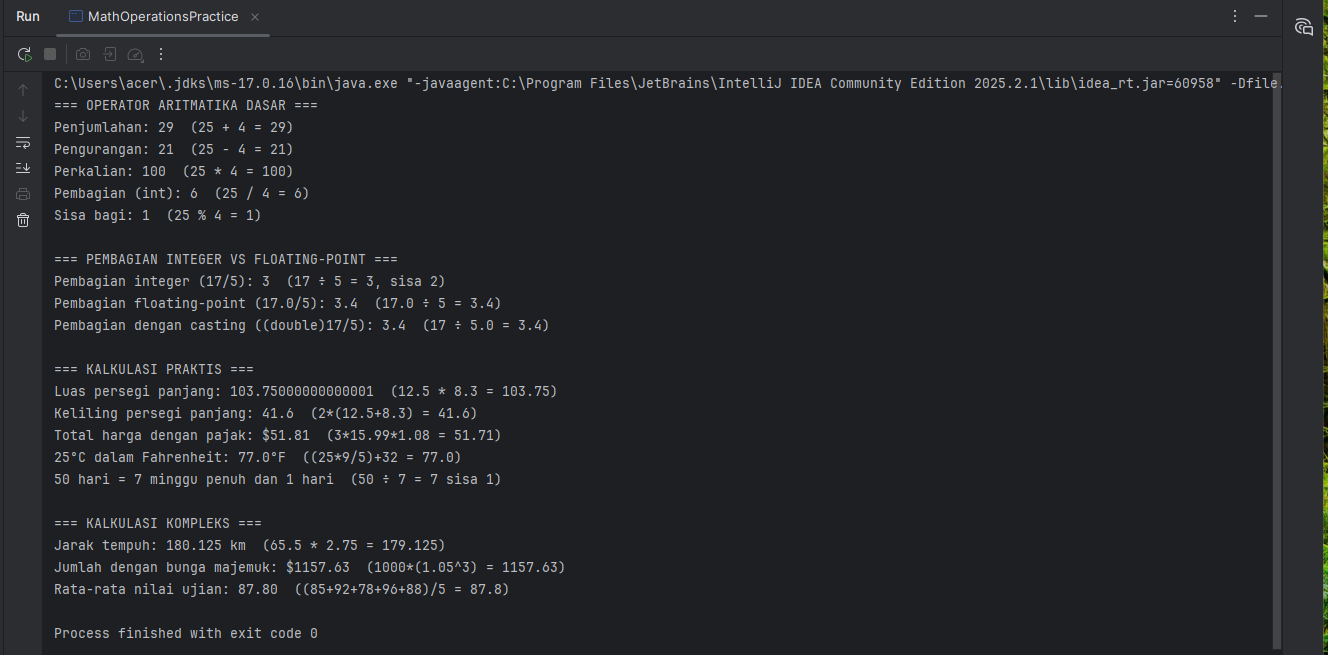 Run MathOperationsPractice
C:\Users\acer\.jdks\ms-17.0.16\bin\java.exe "-javaagent:C:\Program Files\JetBrains\IntelliJ IDEA Community Edition 2025.2.1\lib\idea_rt.jar=60958" -Dfile.
=== OPERATOR ARITMATIKA DASAR ===
Penjumlahan: 29  (25 + 4 = 29)
Pengurangan: 21  (25 - 4 = 21)
Perkalian: 100  (25 * 4 = 100)
Pembagian (int): 6  (25 / 4 = 6)
Sisa bagi: 1  (25 % 4 = 1)
=== PEMBAGIAN INTEGER VS FLOATING-POINT ===
Pembagian integer (17/5): 3  (17 ÷ 5 = 3, sisa 2)
Pembagian floating-point (17.0/5): 3.4  (17.0 ÷ 5 = 3.4)
Pembagian dengan casting ((double)17/5): 3.4  (17 ÷ 5.0 = 3.4)
=== KALKULASI PRAKTIS ===
Luas persegi panjang: 103.75000000000001  (12.5 * 8.3 = 103.75)
Keliling persegi panjang: 41.6  (2*(12.5+8.3) = 41.6)
Total harga dengan pajak: $51.81  (3*15.99*1.08 = 51.71)
25°C dalam Fahrenheit: 77.0°F  ((25*9/5)+32 = 77.0)
50 hari = 7 minggu penuh dan 1 hari  (50 ÷ 7 = 7 sisa 1)
=== KALKULASI KOMPLEKS ===
Jarak tempuh: 180.125 km  (65.5 * 2.75 = 179.125)
Jumlah dengan bunga majemuk: $1157.63  (1000*(1.05^3) = 1157.63)
Rata-rata nilai ujian: 87.80  ((85+92+78+96+88)/5 = 87.8)
Process finished with exit code 0